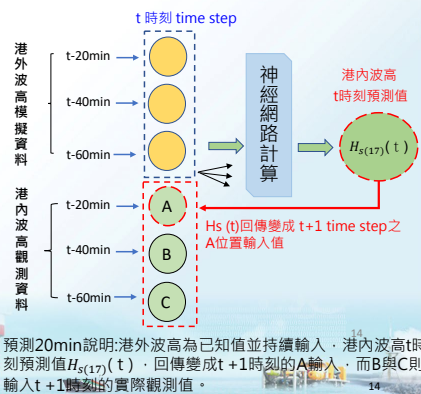 t 時刻 time step
港外波高模擬資料
t-20min
t-40min
t-60min
神經網路計算
港內波高
t時刻預測值
H_{s(17)}(t)
港內波高觀測資料
t-20min
t-40min
t-60min
A
B
C
Hs (t)回傳變成 t+1 time step之
A位置輸入值
14
預測20min說明:港外波高為已知值並持續輸入，港內波高t時
刻預測值H_{s(17)}(t)，回傳變成t +1時刻的A輸入，而B與C則
輸入t +1時刻的實際觀測值。
14